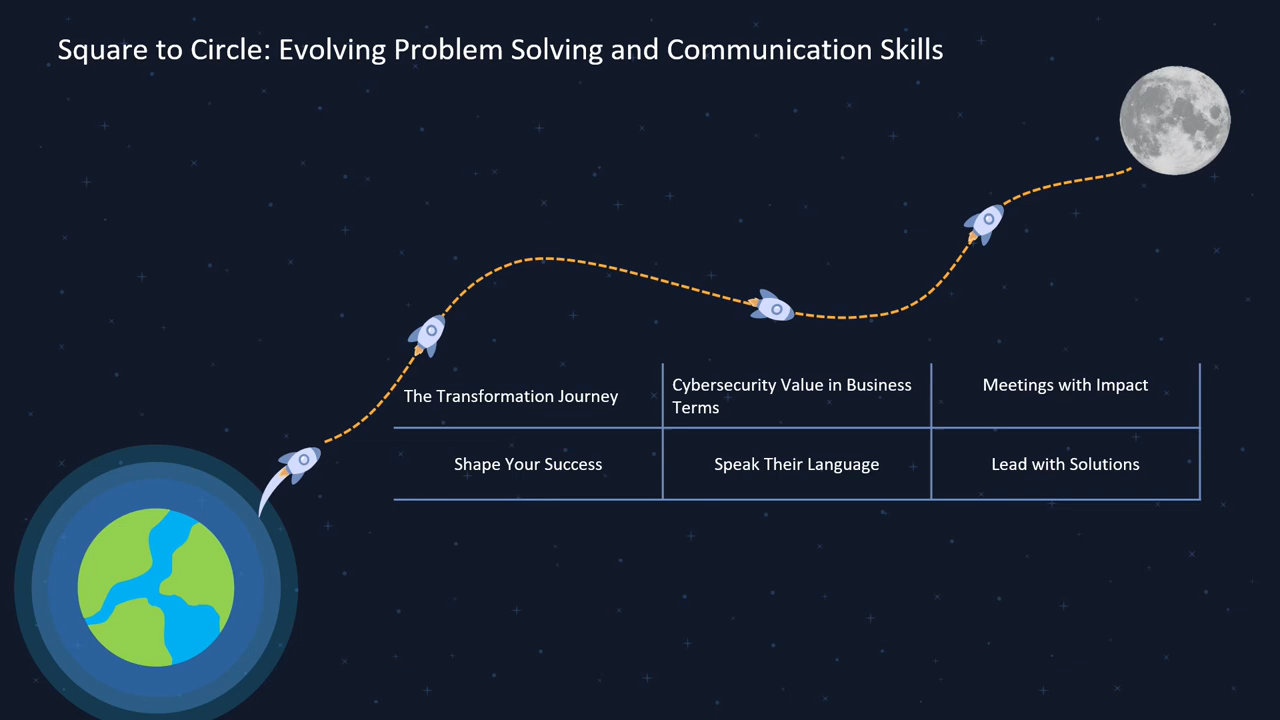 Square to Circle: Evolving Problem Solving and Communication Skills
The Transformation Journey
Cybersecurity Value in Business
Terms
Meetings with Impact
Shape Your Success
Speak Their Language
Lead with Solutions